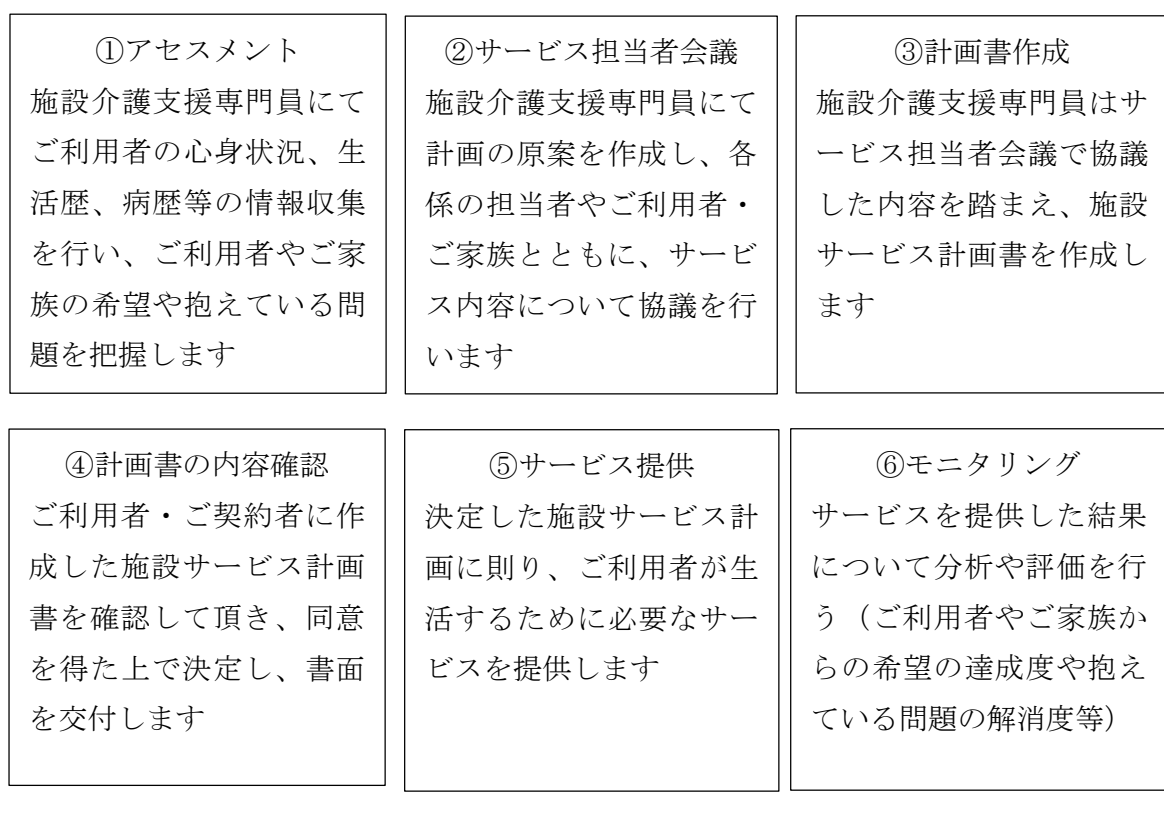 ①アセスメント
施設介護支援専門員にて
ご利用者の心身状況、生
活歴、病歴等の情報収集
を行い、ご利用者やご家
族の希望や抱えている問
題を把握します
②サービス担当者会議
施設介護支援専門員にて
計画の原案を作成し、各
係の担当者やご利用者・
ご家族とともに、サービ
ス内容について協議を行
います
③計画書作成
施設介護支援専門員はサ
ービス担当者会議で協議
した内容を踏まえ、施設
サービス計画書を作成し
ます
④計画書の内容確認
ご利用者・ご契約者に作
成した施設サービス計画
書を確認して頂き、同意
を得た上で決定し、書面
を交付します
⑤サービス提供
決定した施設サービス計
画に則り、ご利用者が生
活するために必要なサー
ビスを提供します
⑥モニタリング
サービスを提供した結果
について分析や評価を行
う（ご利用者やご家族か
らの希望の達成度や抱え
ている問題の解消度等）